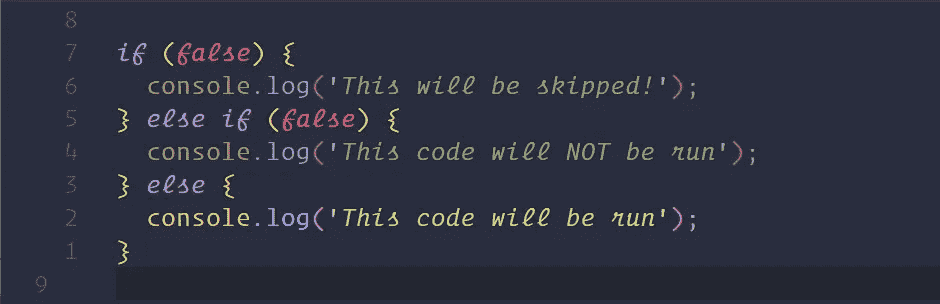 8
7 if (false) {
6   console.log('This will be skipped!');
5 } else if (false) {
4   console.log('This code will NOT be run');
3 } else {
2   console.log('This code will be run');
1 }
9